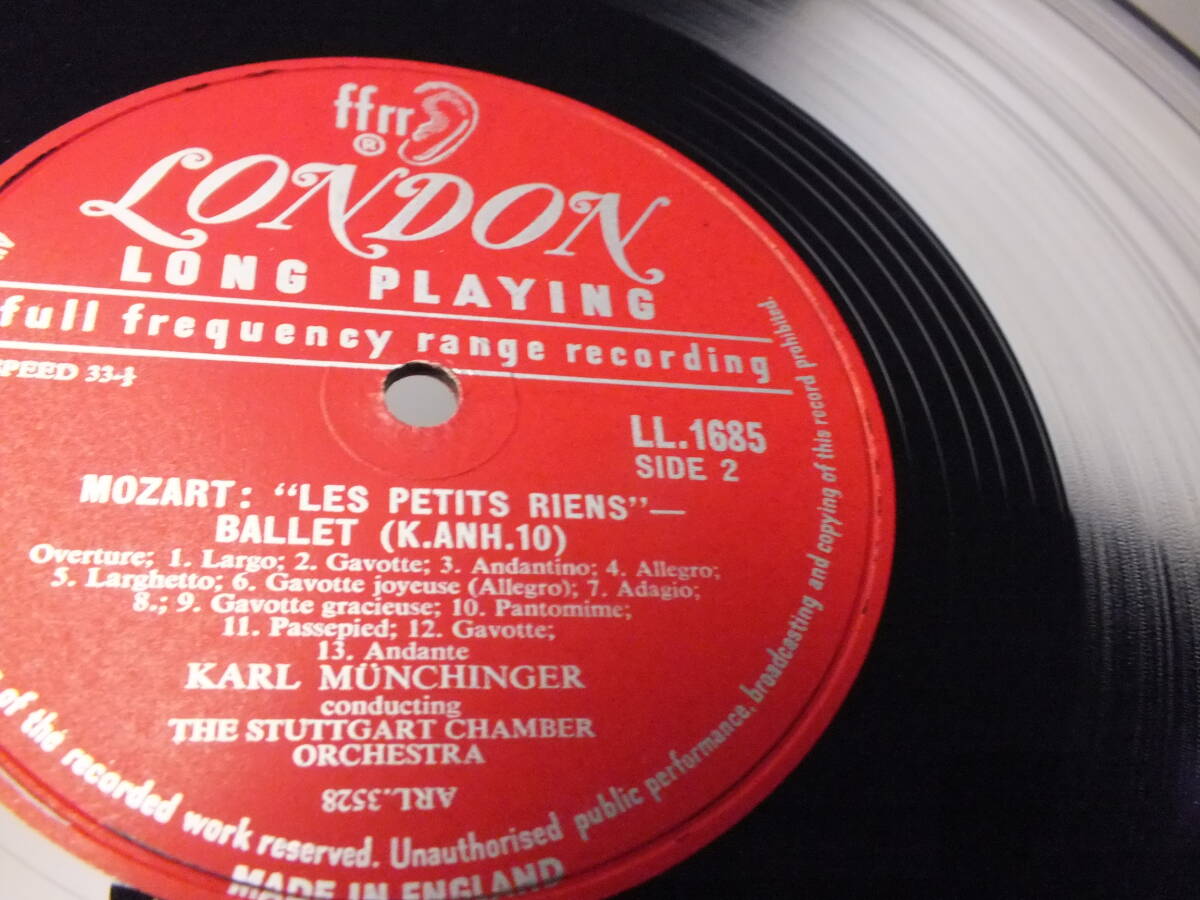 ffrr
®
LONDON
LONG PLAYING
full frequency range recording
SPEED 33⅓
LL.1685
SIDE 2
MOZART: "LES PETITS RIENS"—
BALLET (K.ANH.10)
Overture; 1. Largo; 2. Gavotte; 3. Andantino; 4. Allegro;
5. Larghetto; 6. Gavotte joyeuse (Allegro); 7. Adagio;
8.; 9. Gavotte gracieuse; 10. Pantomime;
11. Passepied; 12. Gavotte;
13. Andante
KARL MÜNCHINGER
conducting
THE STUTTGART CHAMBER
ORCHESTRA
ARL.3528
of the recorded work reserved. Unauthorised public performance, broadcasting and copying of this record prohibited.
MADE IN ENGLAND